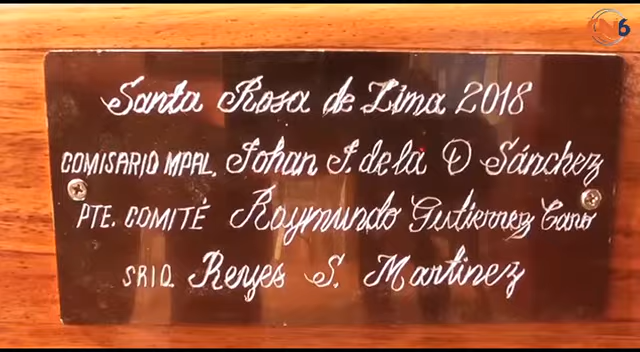 N6
Santa Rosa de Lima 2018
COMISARIO MPAL. Johan J. de la O Sánchez
PTE. COMITÉ Raymundo Gutierrez Cano
SRIO. Reyes S. Martinez